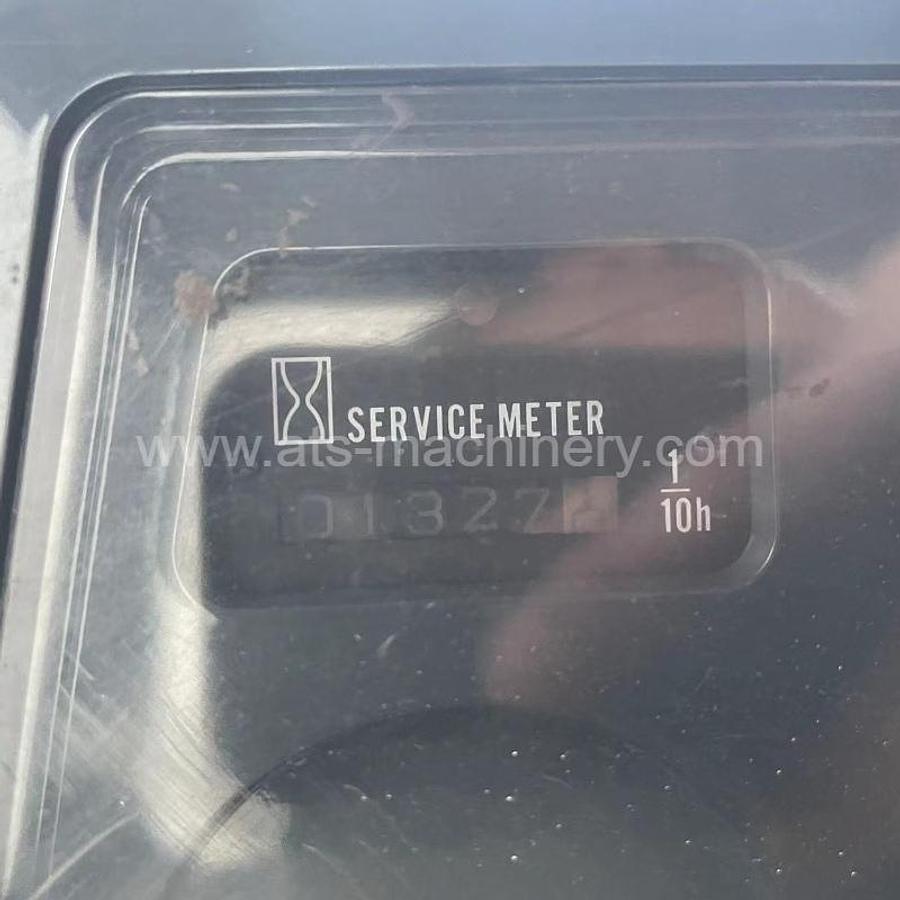 SERVICE METER
www.ats-machinery.com
1
01327
10h